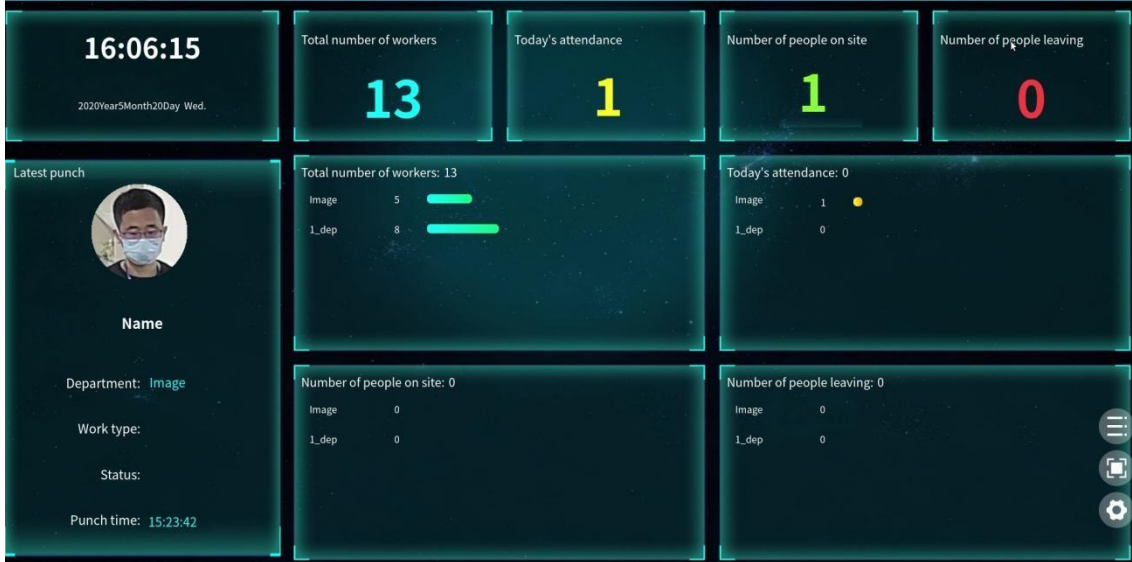 16:06:15
2020Year5Month20Day Wed.
Total number of workers
13
Today's attendance
1
Number of people on site
1
Number of people leaving
0
Latest punch
Name
Department: Image
Work type:
Status:
Punch time: 15:23:42
Total number of workers: 13
Image 5
1_dep 8
Today's attendance: 0
Image 1
1_dep 0
Number of people on site: 0
Image 0
1_dep 0
Number of people leaving: 0
Image 0
1_dep 0